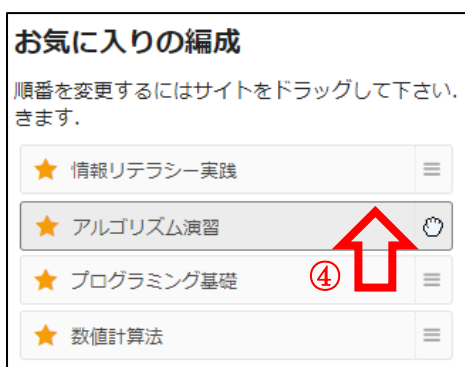 お気に入りの編成
順番を変更するにはサイトをドラッグして下さい.
きます.
情報リテラシー実践
アルゴリズム演習
プログラミング基礎
④
数値計算法